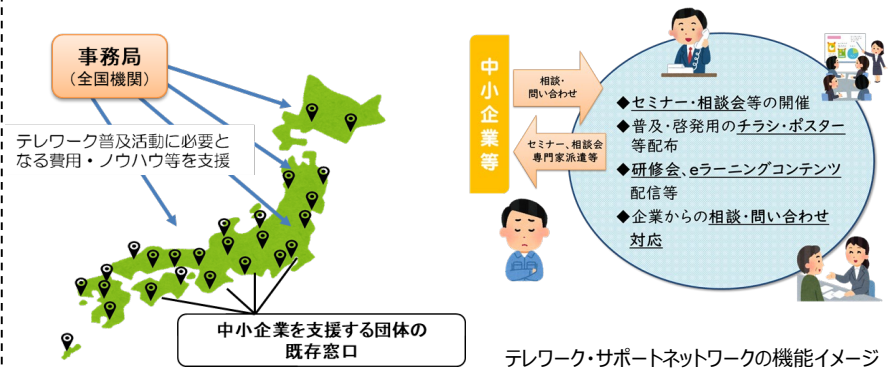 事務局
（全国機関）
テレワーク普及活動に必要と
なる費用・ノウハウ等を支援
中小企業を支援する団体の
既存窓口
中小企業等
相談・
問い合わせ
セミナー、相談会
専門家派遣等
◆セミナー・相談会等の開催
◆普及・啓発用のチラシ・ポスター
等配布
◆研修会、eラーニングコンテンツ
配信等
◆企業からの相談・問い合わせ
対応
テレワーク・サポートネットワークの機能イメージ